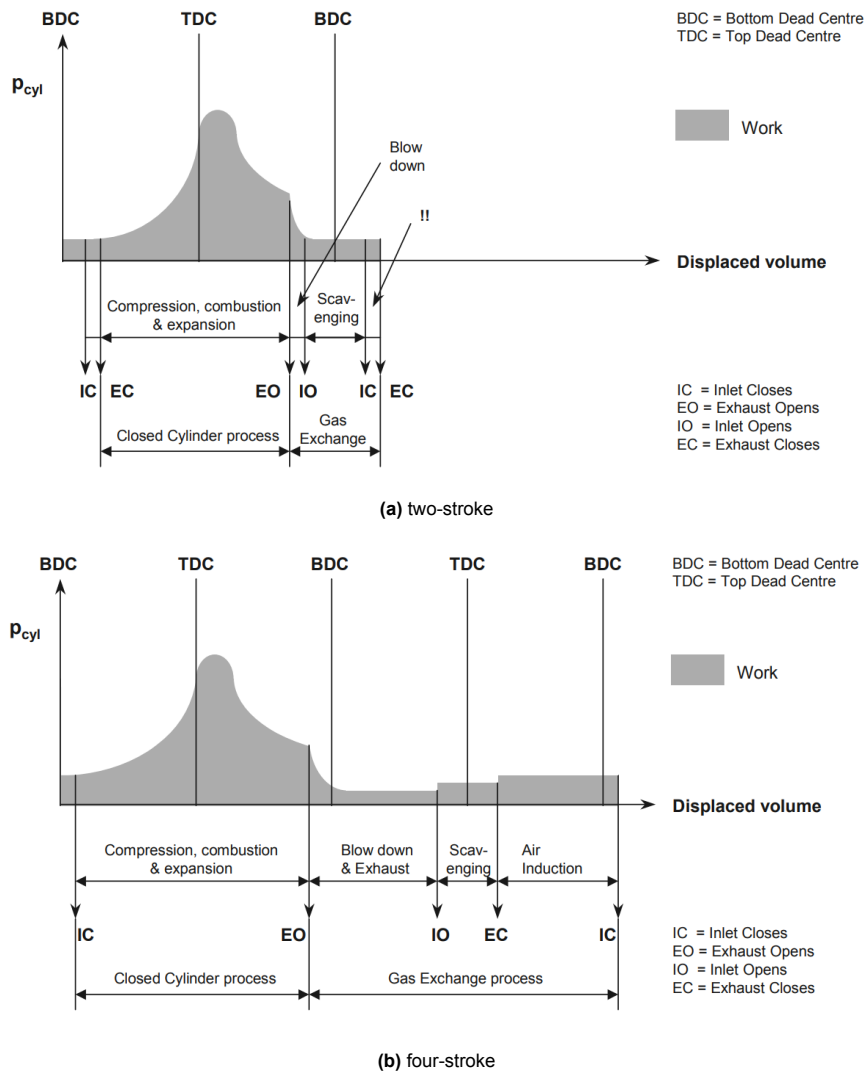 BDC TDC BDC
BDC = Bottom Dead Centre
TDC = Top Dead Centre
pcyl
Work
Blow
down
!!
Displaced volume
Compression, combustion
& expansion
Scav-
enging
IC EC EO IO IC EC
IC = Inlet Closes
EO = Exhaust Opens
IO = Inlet Opens
EC = Exhaust Closes
Closed Cylinder process
Gas
Exchange
(a) two-stroke
BDC TDC BDC TDC BDC
BDC = Bottom Dead Centre
TDC = Top Dead Centre
pcyl
Work
Displaced volume
Compression, combustion
& expansion
Blow down
& Exhaust
Scav-
enging
Air
Induction
IC EO IO EC IC
IC = Inlet Closes
EO = Exhaust Opens
IO = Inlet Opens
EC = Exhaust Closes
Closed Cylinder process
Gas Exchange process
(b) four-stroke